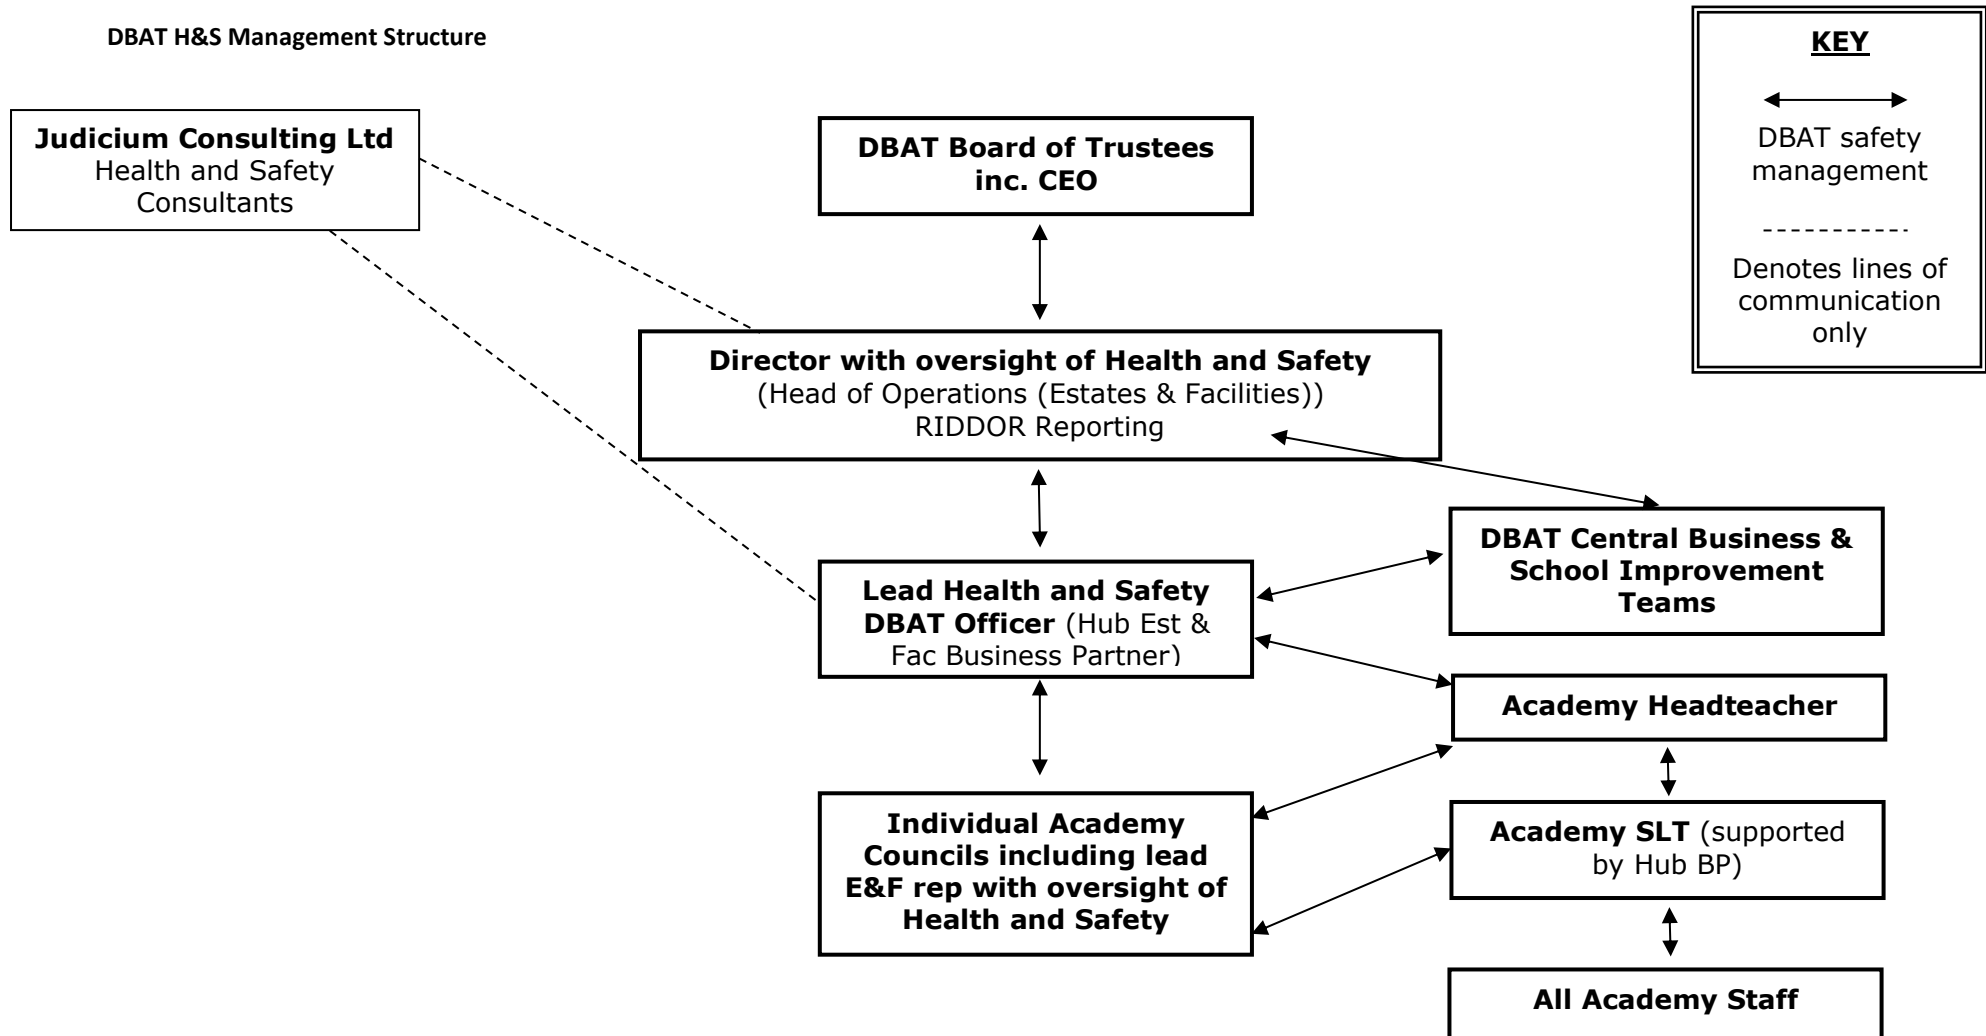 DBAT H&S Management Structure
KEY
DBAT safety
management
Denotes lines of
communication
only
Judicium Consulting Ltd
Health and Safety
Consultants
DBAT Board of Trustees
inc. CEO
Director with oversight of Health and Safety
(Head of Operations (Estates & Facilities))
RIDDOR Reporting
DBAT Central Business &
School Improvement
Teams
Lead Health and Safety
DBAT Officer (Hub Est &
Fac Business Partner)
Academy Headteacher
Individual Academy
Councils including lead
E&F rep with oversight of
Health and Safety
Academy SLT (supported
by Hub BP)
All Academy Staff